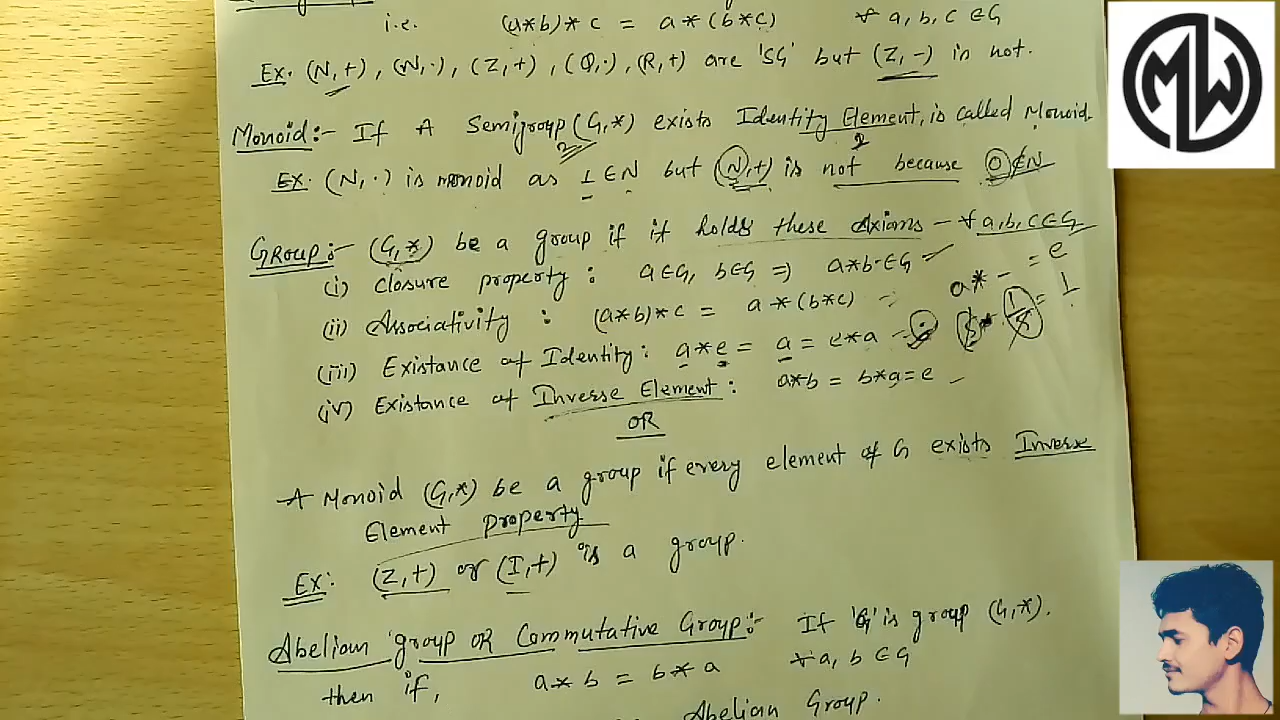 i.e. (a*b)*c = a*(b*c) ∀ a,b,c ∈G
Ex. (N,+), (N,·), (Z,+), (Q,·), (R,+) are 'SG' but (Z,-) is not.
Monoid:- If A Semigroup (G,*) exists Identity Element, is called Monoid.
EX. (N,·) is monoid as 1 ∈N but (N,+) is not because 0∉N
Group:- (G,*) be a group if it holds these Axioms - ∀ a,b,c∈G
(i) Closure property: a∈G, b∈G => a*b∈G
(ii) Associativity : (a*b)*c = a*(b*c)
a* - = e
(iii) Existance of Identity: a*e = a = e*a
(iv) Existance of Inverse Element: a*b = b*a=e
OR
A Monoid (G,*) be a group if every element of G exists Inverse
Element property
EX: (Z,+) or (I,+) is a group.
Abelian group OR Commutative Group:- If 'G' is group (G,*).
then if, a*b = b*a ∀ a, b ∈G
Abelian Group.
MW